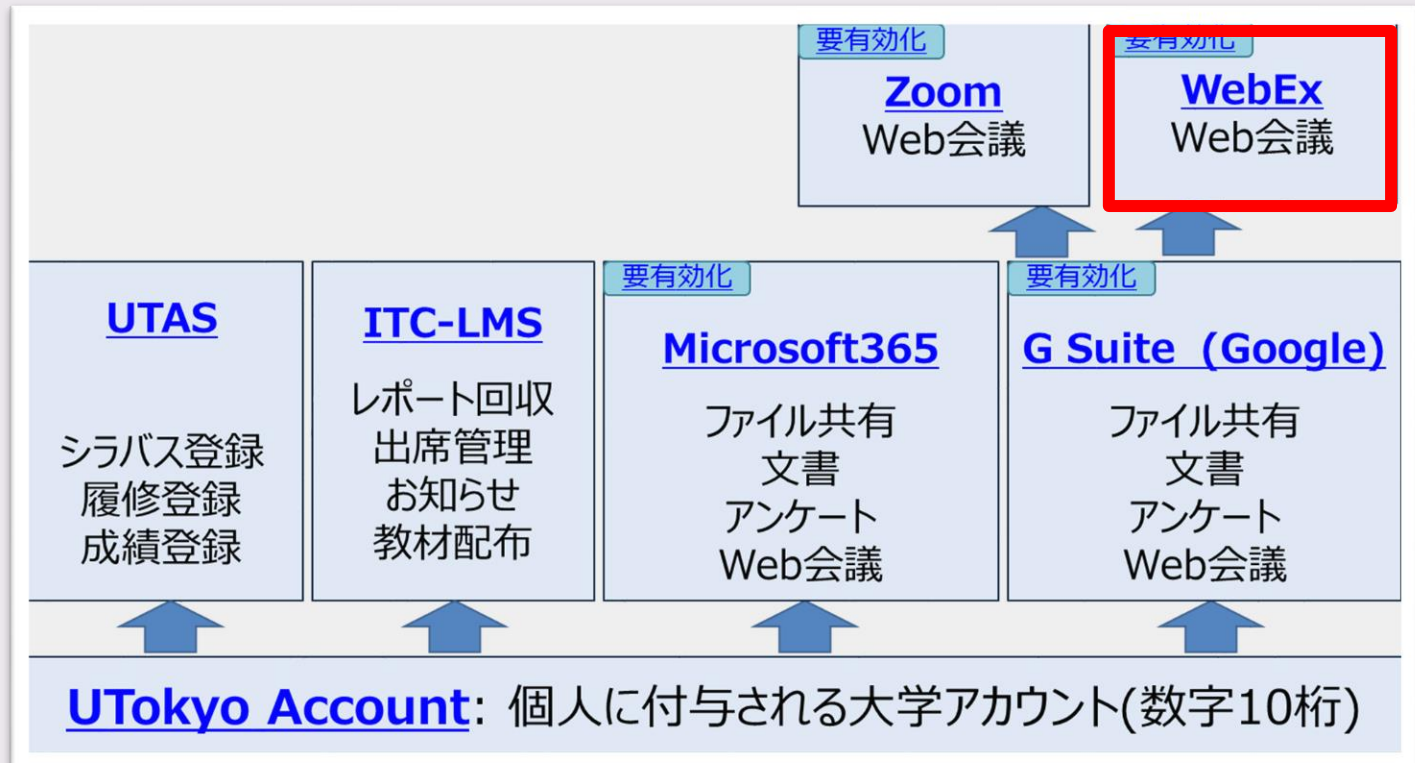 要有効化
Zoom
Web会議
要有効化
WebEx
Web会議
UTAS
シラバス登録
履修登録
成績登録
ITC-LMS
レポート回収
出席管理
お知らせ
教材配布
要有効化
Microsoft365
ファイル共有
文書
アンケート
Web会議
要有効化
G Suite (Google)
ファイル共有
文書
アンケート
Web会議
UTokyo Account: 個人に付与される大学アカウント(数字10桁)